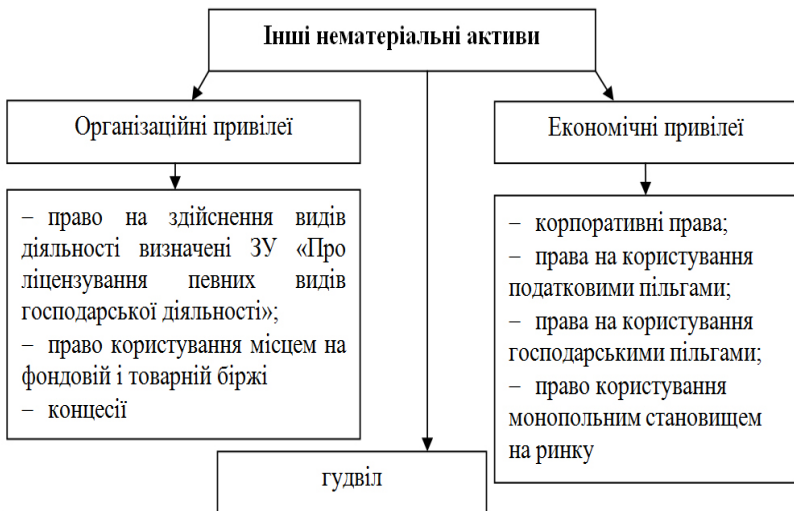 Інші нематеріальні активи
Організаційні привілеї
Економічні привілеї
– право на здійснення видів
діяльності визначені ЗУ «Про
ліцензування певних видів
господарської діяльності»;
– право користування місцем на
фондовій і товарній біржі
– концесії
– корпоративні права;
– права на користування
податковими пільгами;
– права на користування
господарськими пільгами;
– право користування
монопольним становищем
на ринку
гудвіл